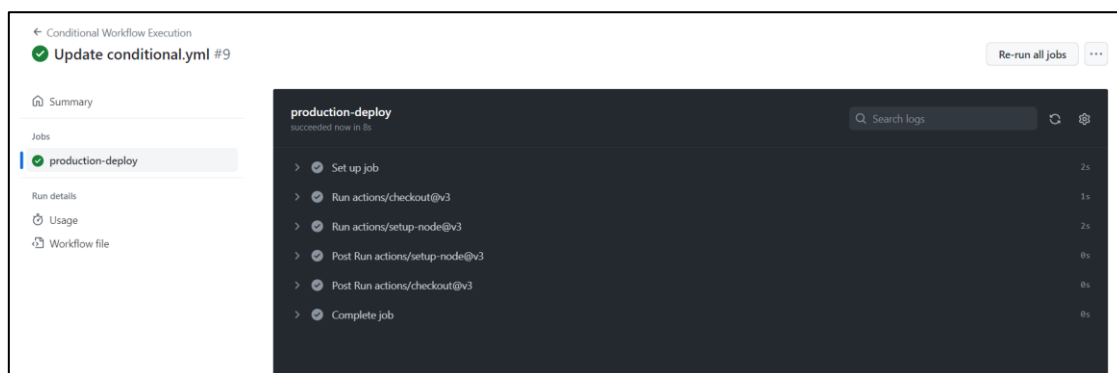 ← Conditional Workflow Execution
Update conditional.yml #9
Re-run all jobs
...
Summary
Jobs
production-deploy
Run details
Usage
Workflow file
production-deploy
succeeded now in 8s
Search logs
Set up job 2s
Run actions/checkout@v3 1s
Run actions/setup-node@v3 2s
Post Run actions/setup-node@v3 0s
Post Run actions/checkout@v3 0s
Complete job 0s